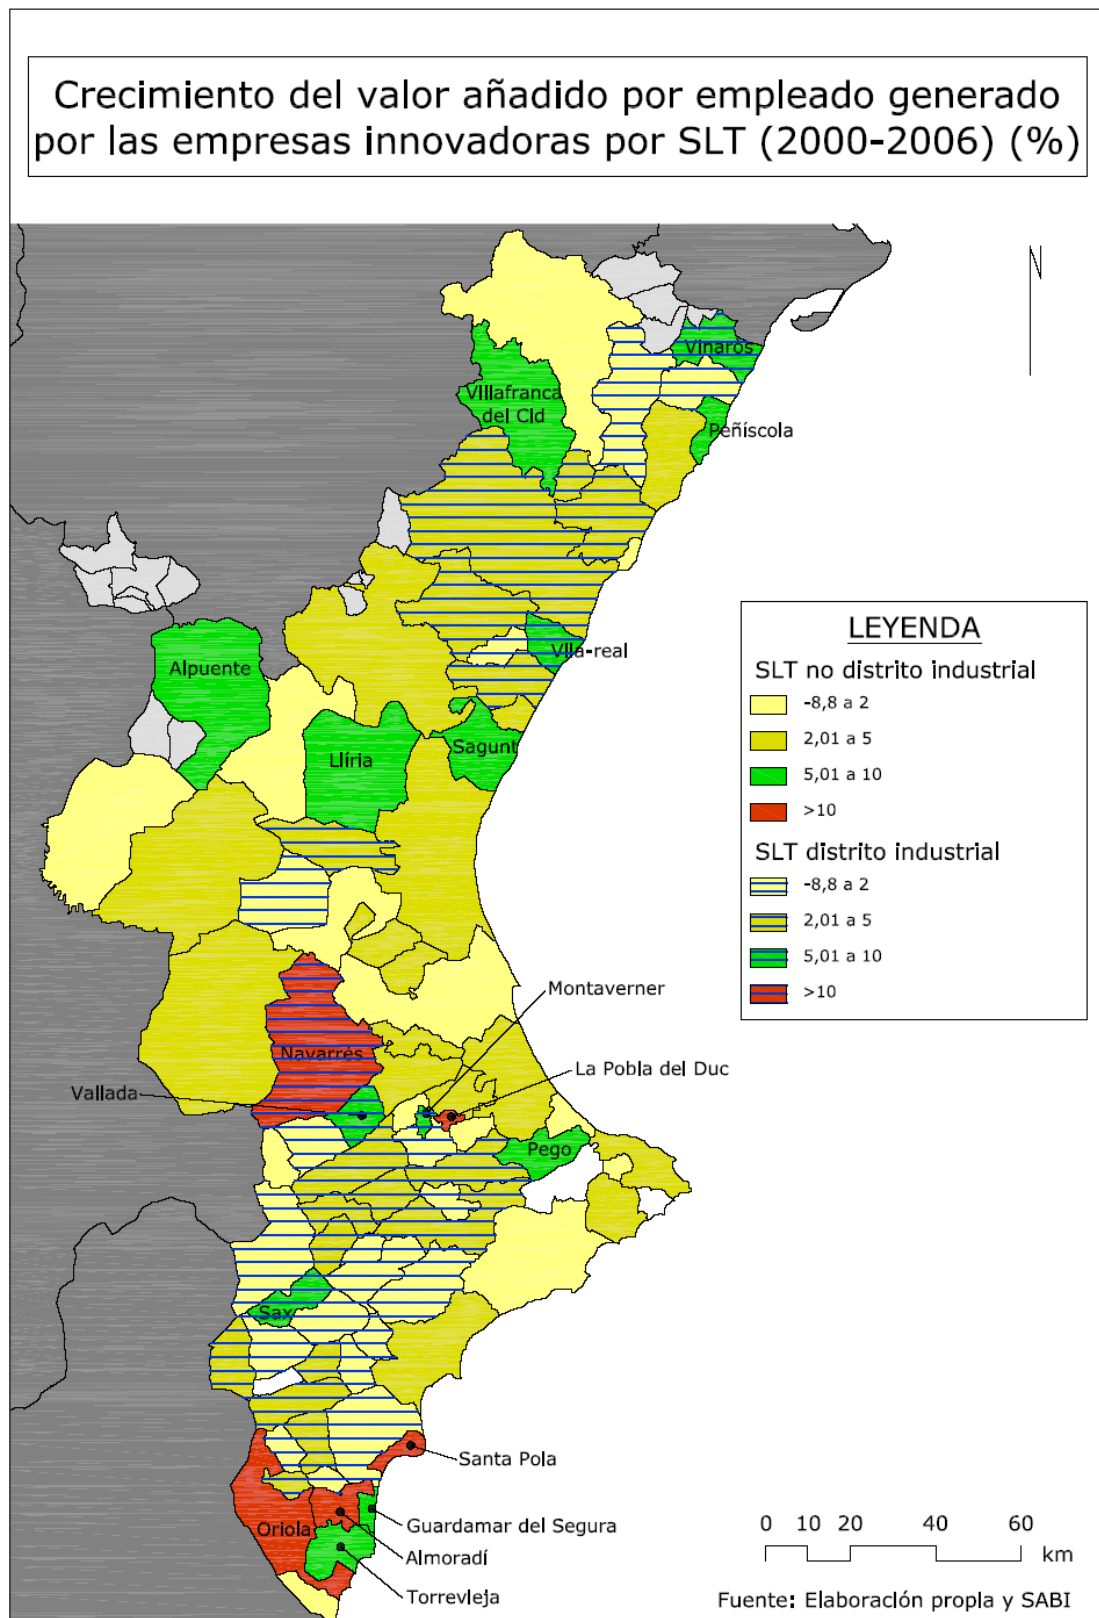 Crecimiento del valor añadido por empleado generado
por las empresas innovadoras por SLT (2000-2006) (%)
N
Vinaros
VIllafranca
del CId
Peñíscola
VIla-real
Alpuente
Sagunt
Llíria
LEYENDA
SLT no distrito industrial
-8,8 a 2
2,01 a 5
5,01 a 10
>10
SLT distrito industrial
-8,8 a 2
2,01 a 5
5,01 a 10
>10
Montaverner
Navarrés
La Pobla del Duc
Vallada
Pego
Sax
Santa Pola
Oriola
Guardamar del Segura
Almoradí
Torrevleja
0 10 20 40 60
km
Fuente: Elaboración propla y SABI